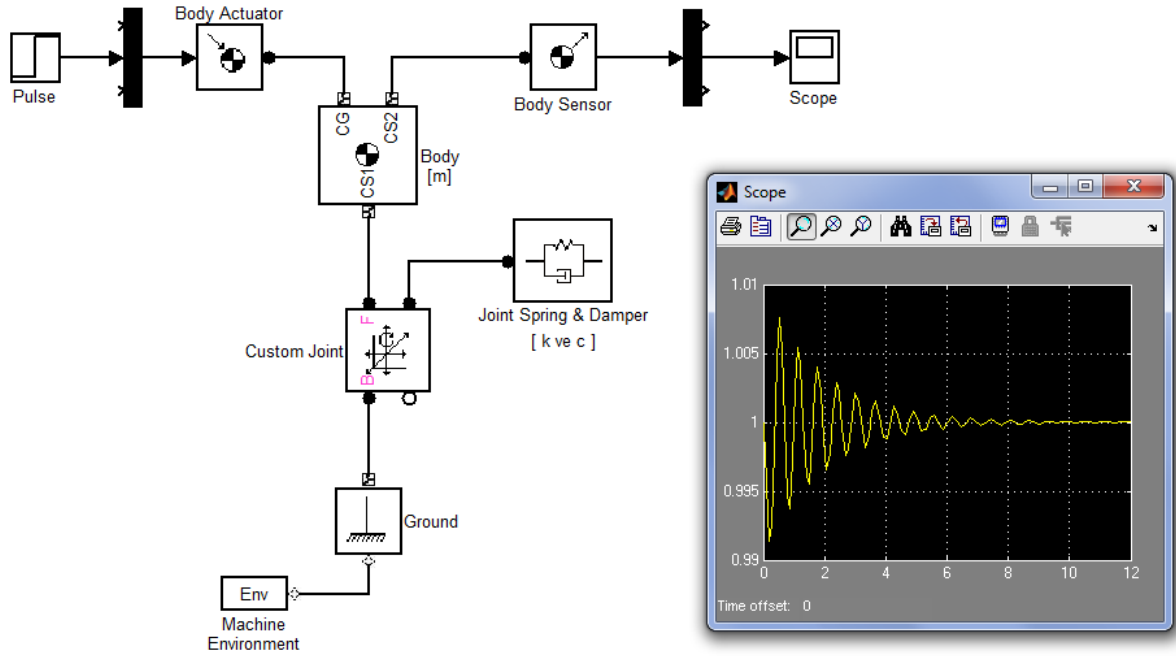 Body Actuator
Pulse
Body Sensor
Scope
CG
CS2
CS1
Body
[m]
Joint Spring & Damper
[ k ve c ]
Custom Joint
F
B
Ground
Env
Machine
Environment
Scope
1.01
1.005
1
0.995
0.99
0
2
4
6
8
10
12
Time offset: 0